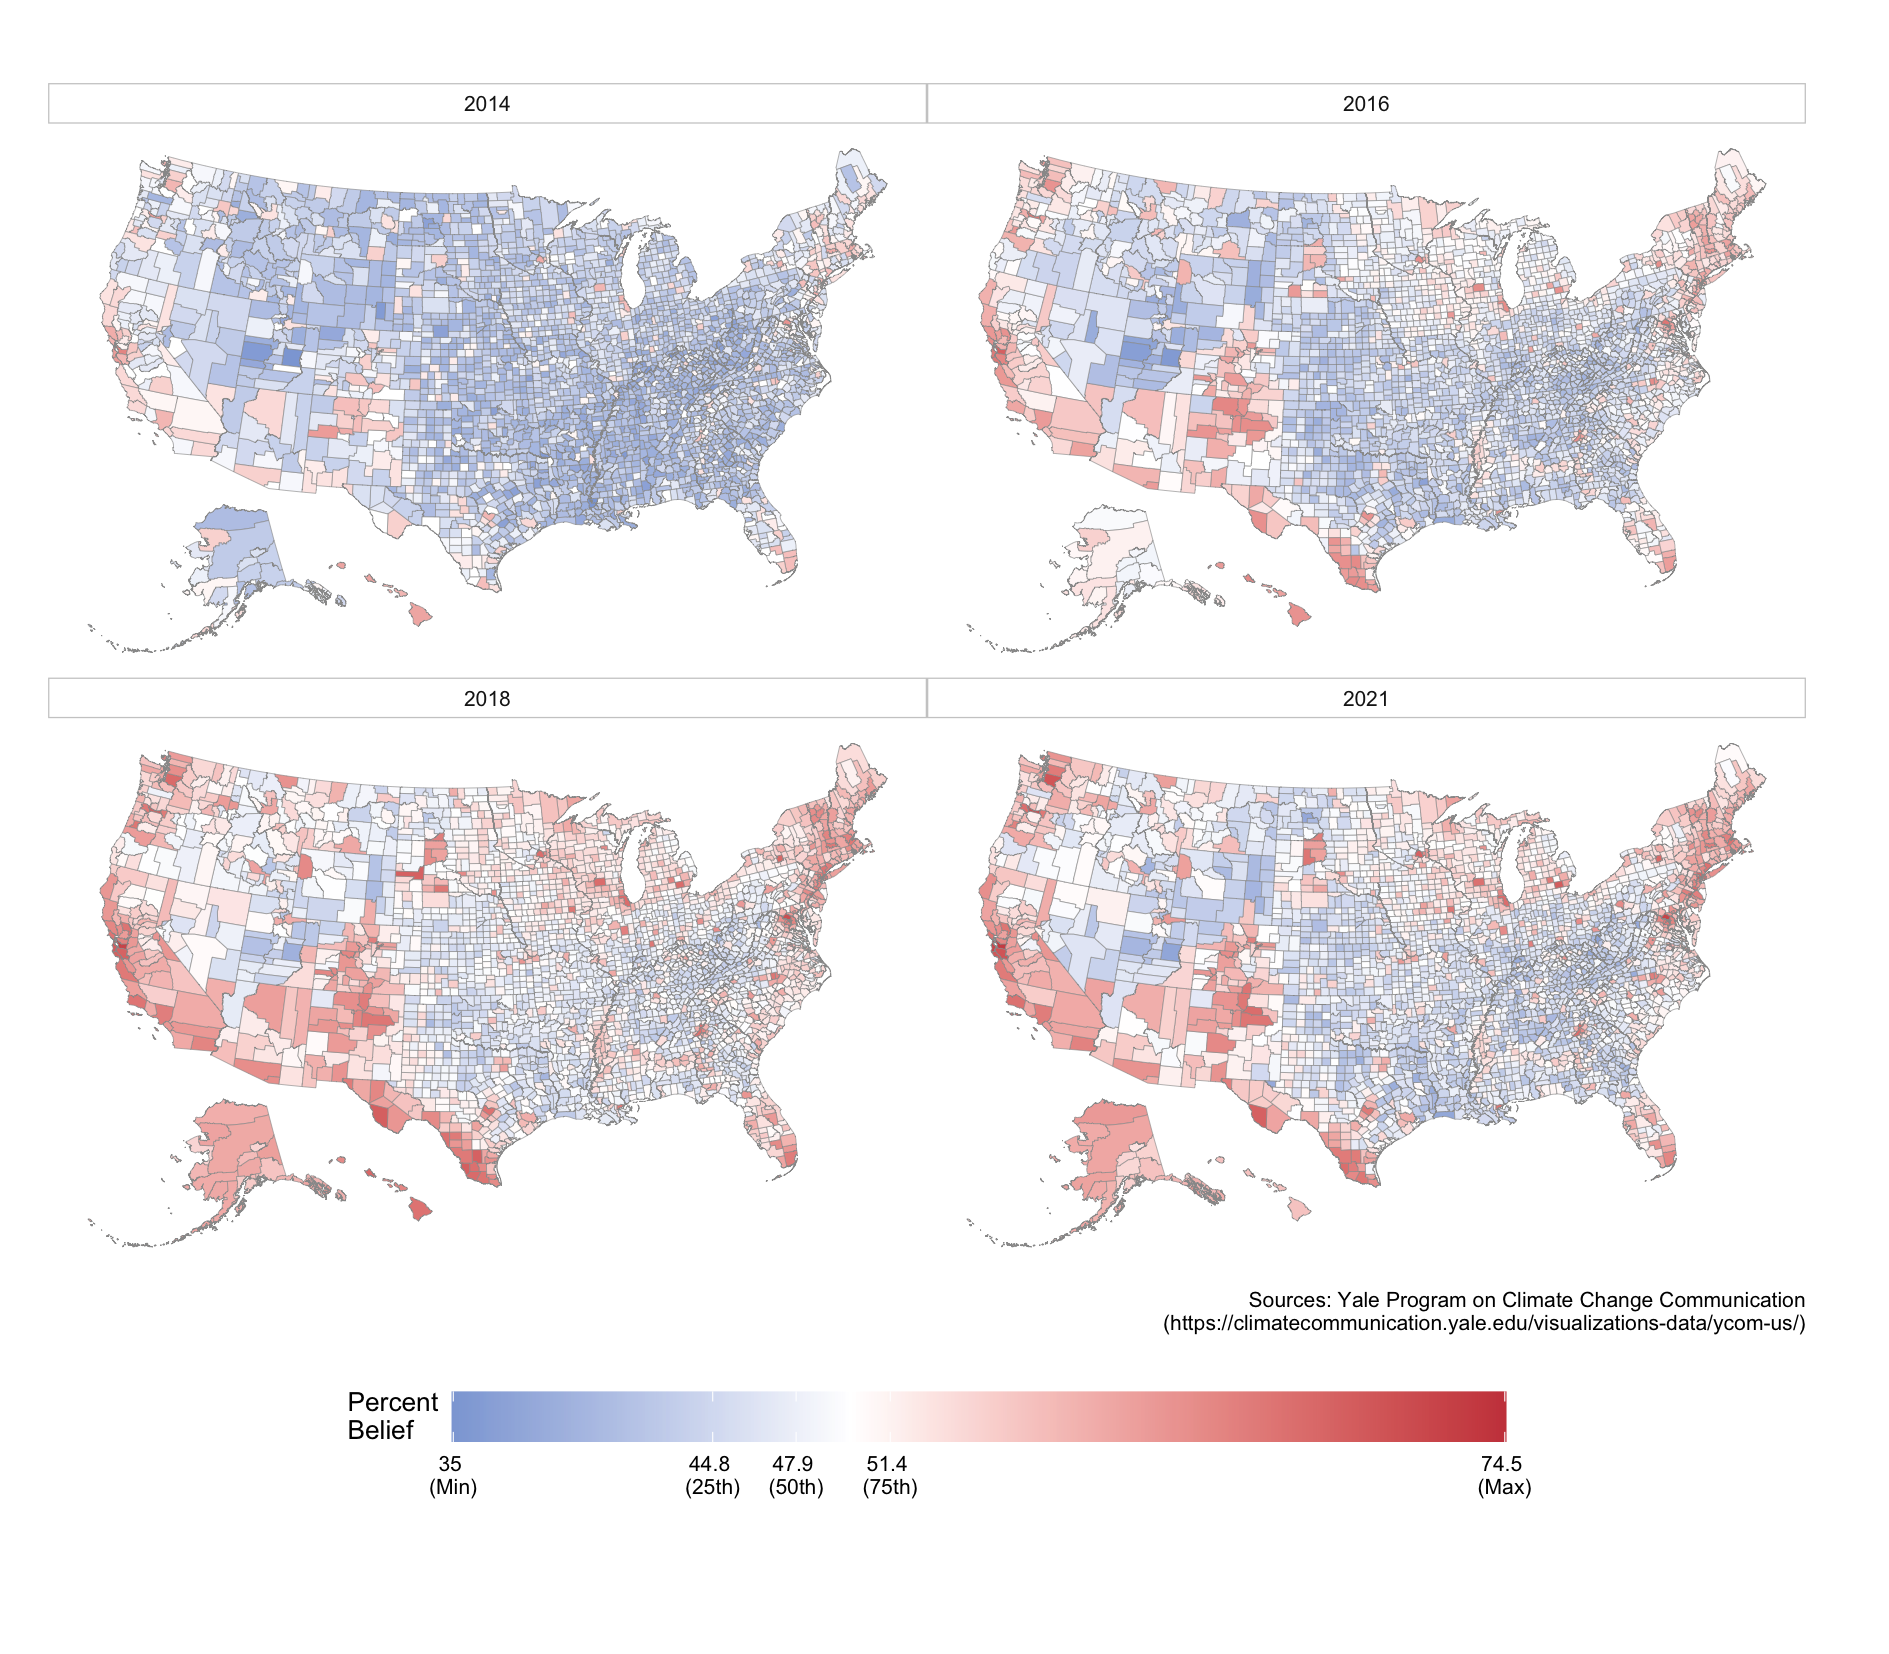 2014
2016
2018
2021
Sources: Yale Program on Climate Change Communication
(https://climatecommunication.yale.edu/visualizations-data/ycom-us/)
Percent
Belief
35 44.8 47.9 51.4 74.5
(Min) (25th) (50th) (75th) (Max)